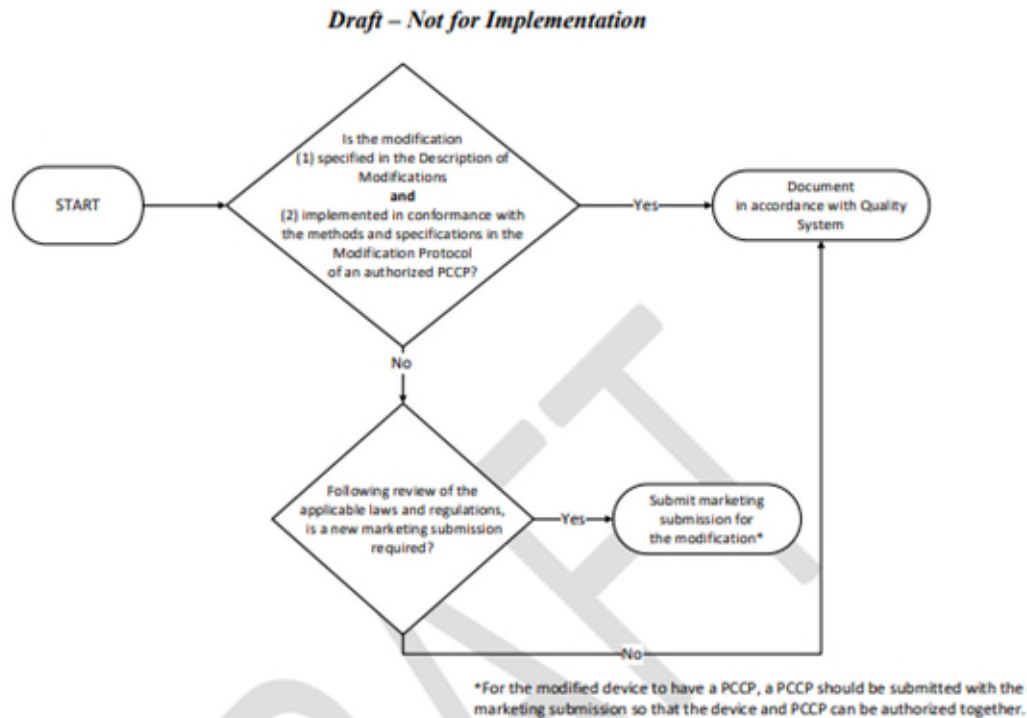 Draft – Not for Implementation
START
Is the modification
(1) specified in the Description of
Modifications
and
(2) implemented in conformance with
the methods and specifications in the
Modification Protocol
of an authorized PCCP?
Yes
Document
in accordance with Quality
System
No
Following review of the
applicable laws and regulations,
is a new marketing submission
required?
Yes
Submit marketing
submission for
the modification*
No
*For the modified device to have a PCCP, a PCCP should be submitted with the
marketing submission so that the device and PCCP can be authorized together.
DRAFT